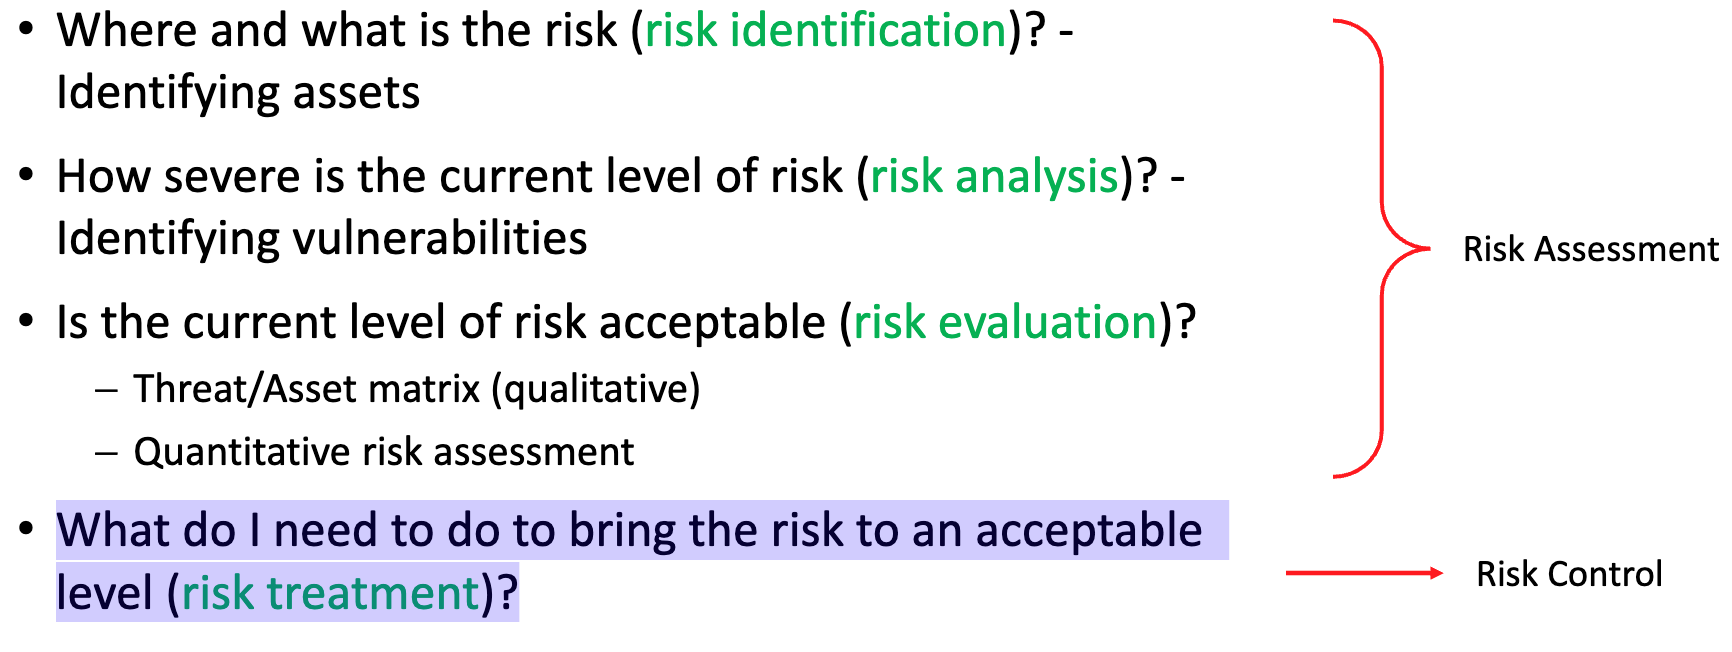 • Where and what is the risk (risk identification)? -
Identifying assets
• How severe is the current level of risk (risk analysis)? -
Identifying vulnerabilities
• Is the current level of risk acceptable (risk evaluation)?
– Threat/Asset matrix (qualitative)
– Quantitative risk assessment
Risk Assessment
• What do I need to do to bring the risk to an acceptable
level (risk treatment)?
Risk Control